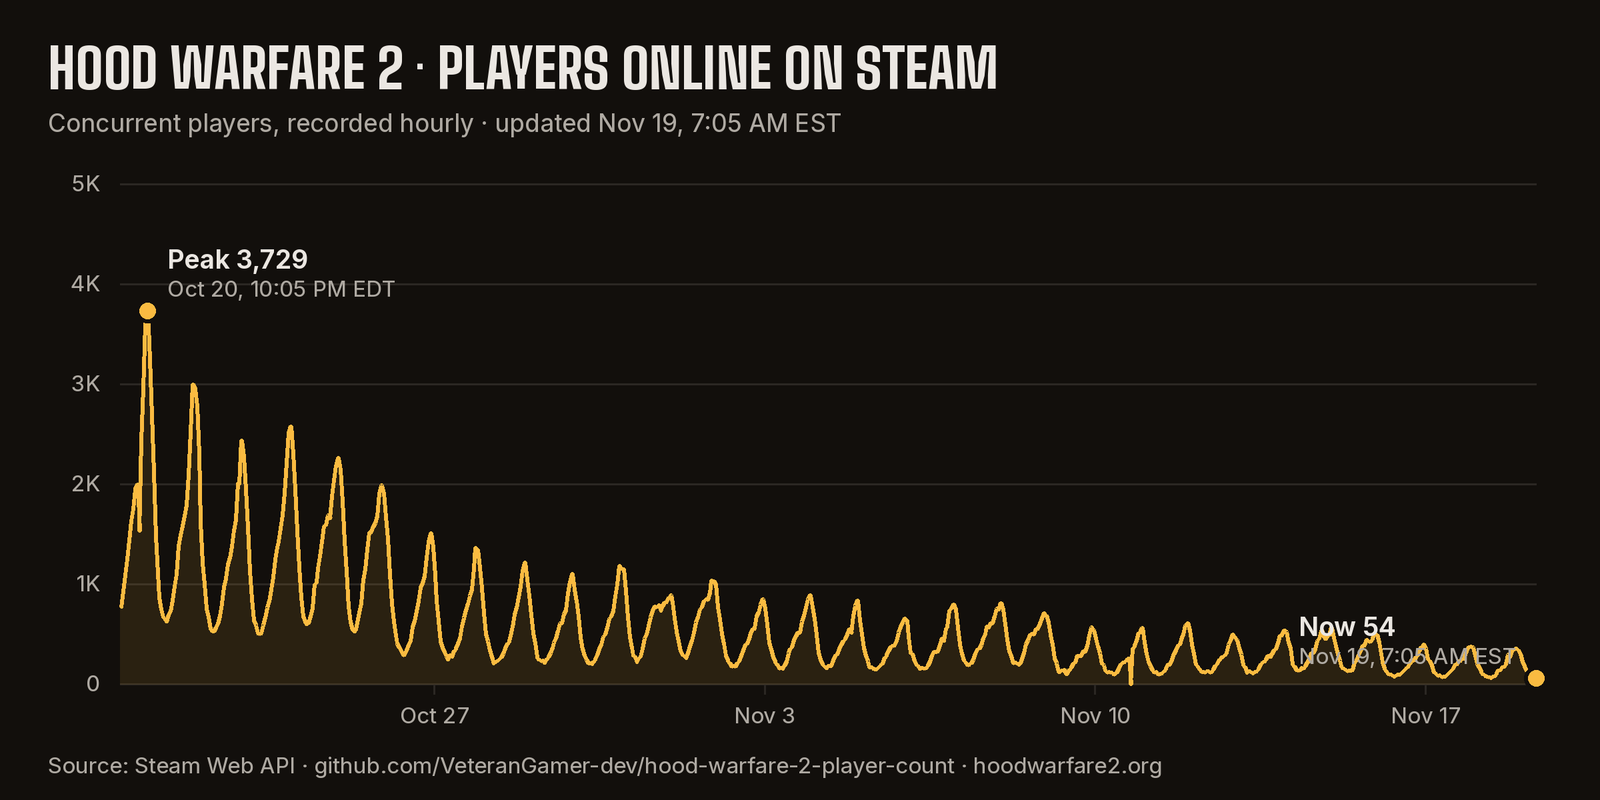 HOOD WARFARE 2 · PLAYERS ONLINE ON STEAM
Concurrent players, recorded hourly · updated Nov 19, 7:05 AM EST
5K
Peak 3,729
4K
Oct 20, 10:05 PM EDT
3K
2K
1K
Now 54
Nov 19, 7:05 AM EST
0
Oct 27
Nov 3
Nov 10
Nov 17
Source: Steam Web API · github.com/VeteranGamer-dev/hood-warfare-2-player-count · hoodwarfare2.org